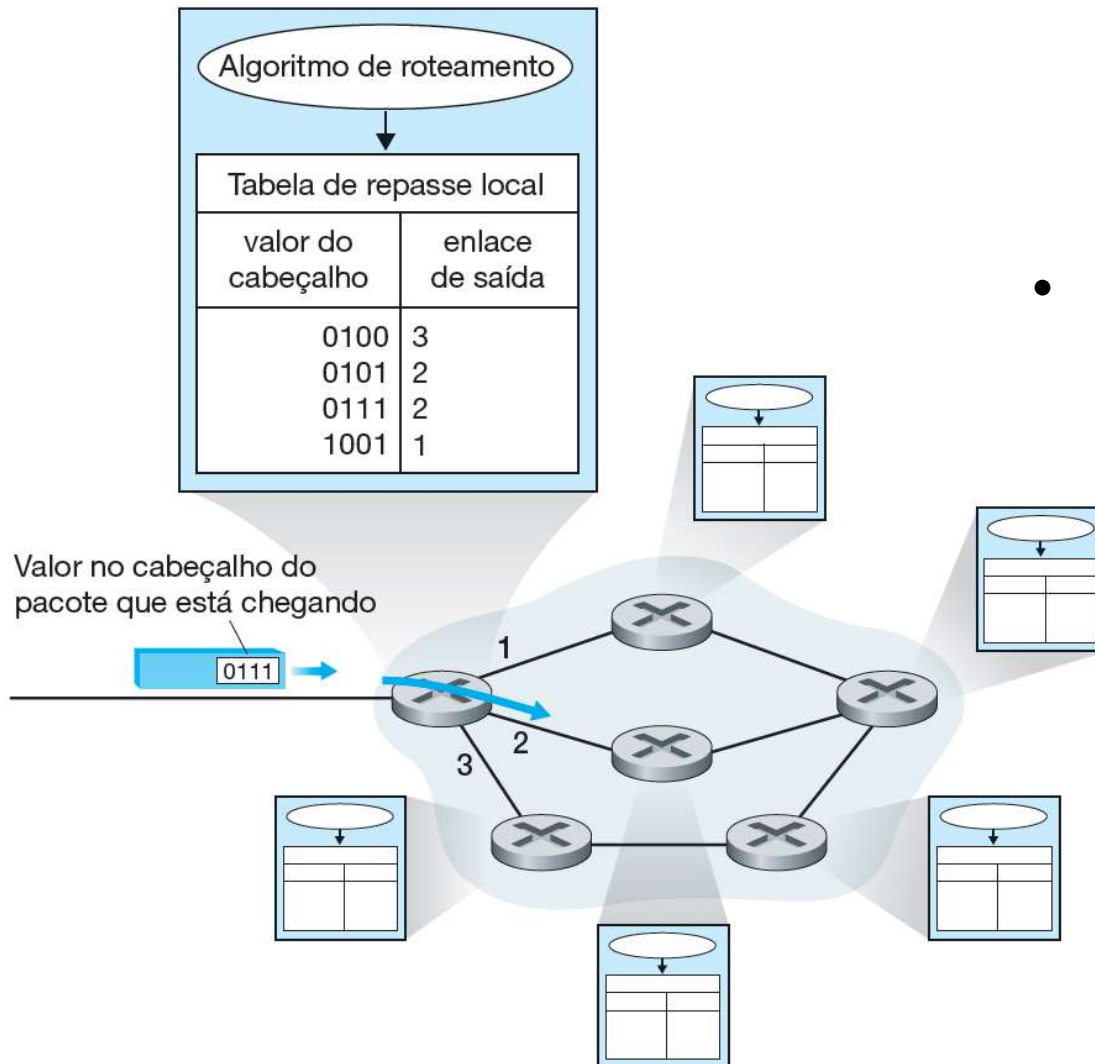 Algoritmo de roteamento
Tabela de repasse local
valor do
cabeçalho
enlace
de saída
0100 3
0101 2
0111 2
1001 1
Valor no cabeçalho do
pacote que está chegando
0111
1
2
3